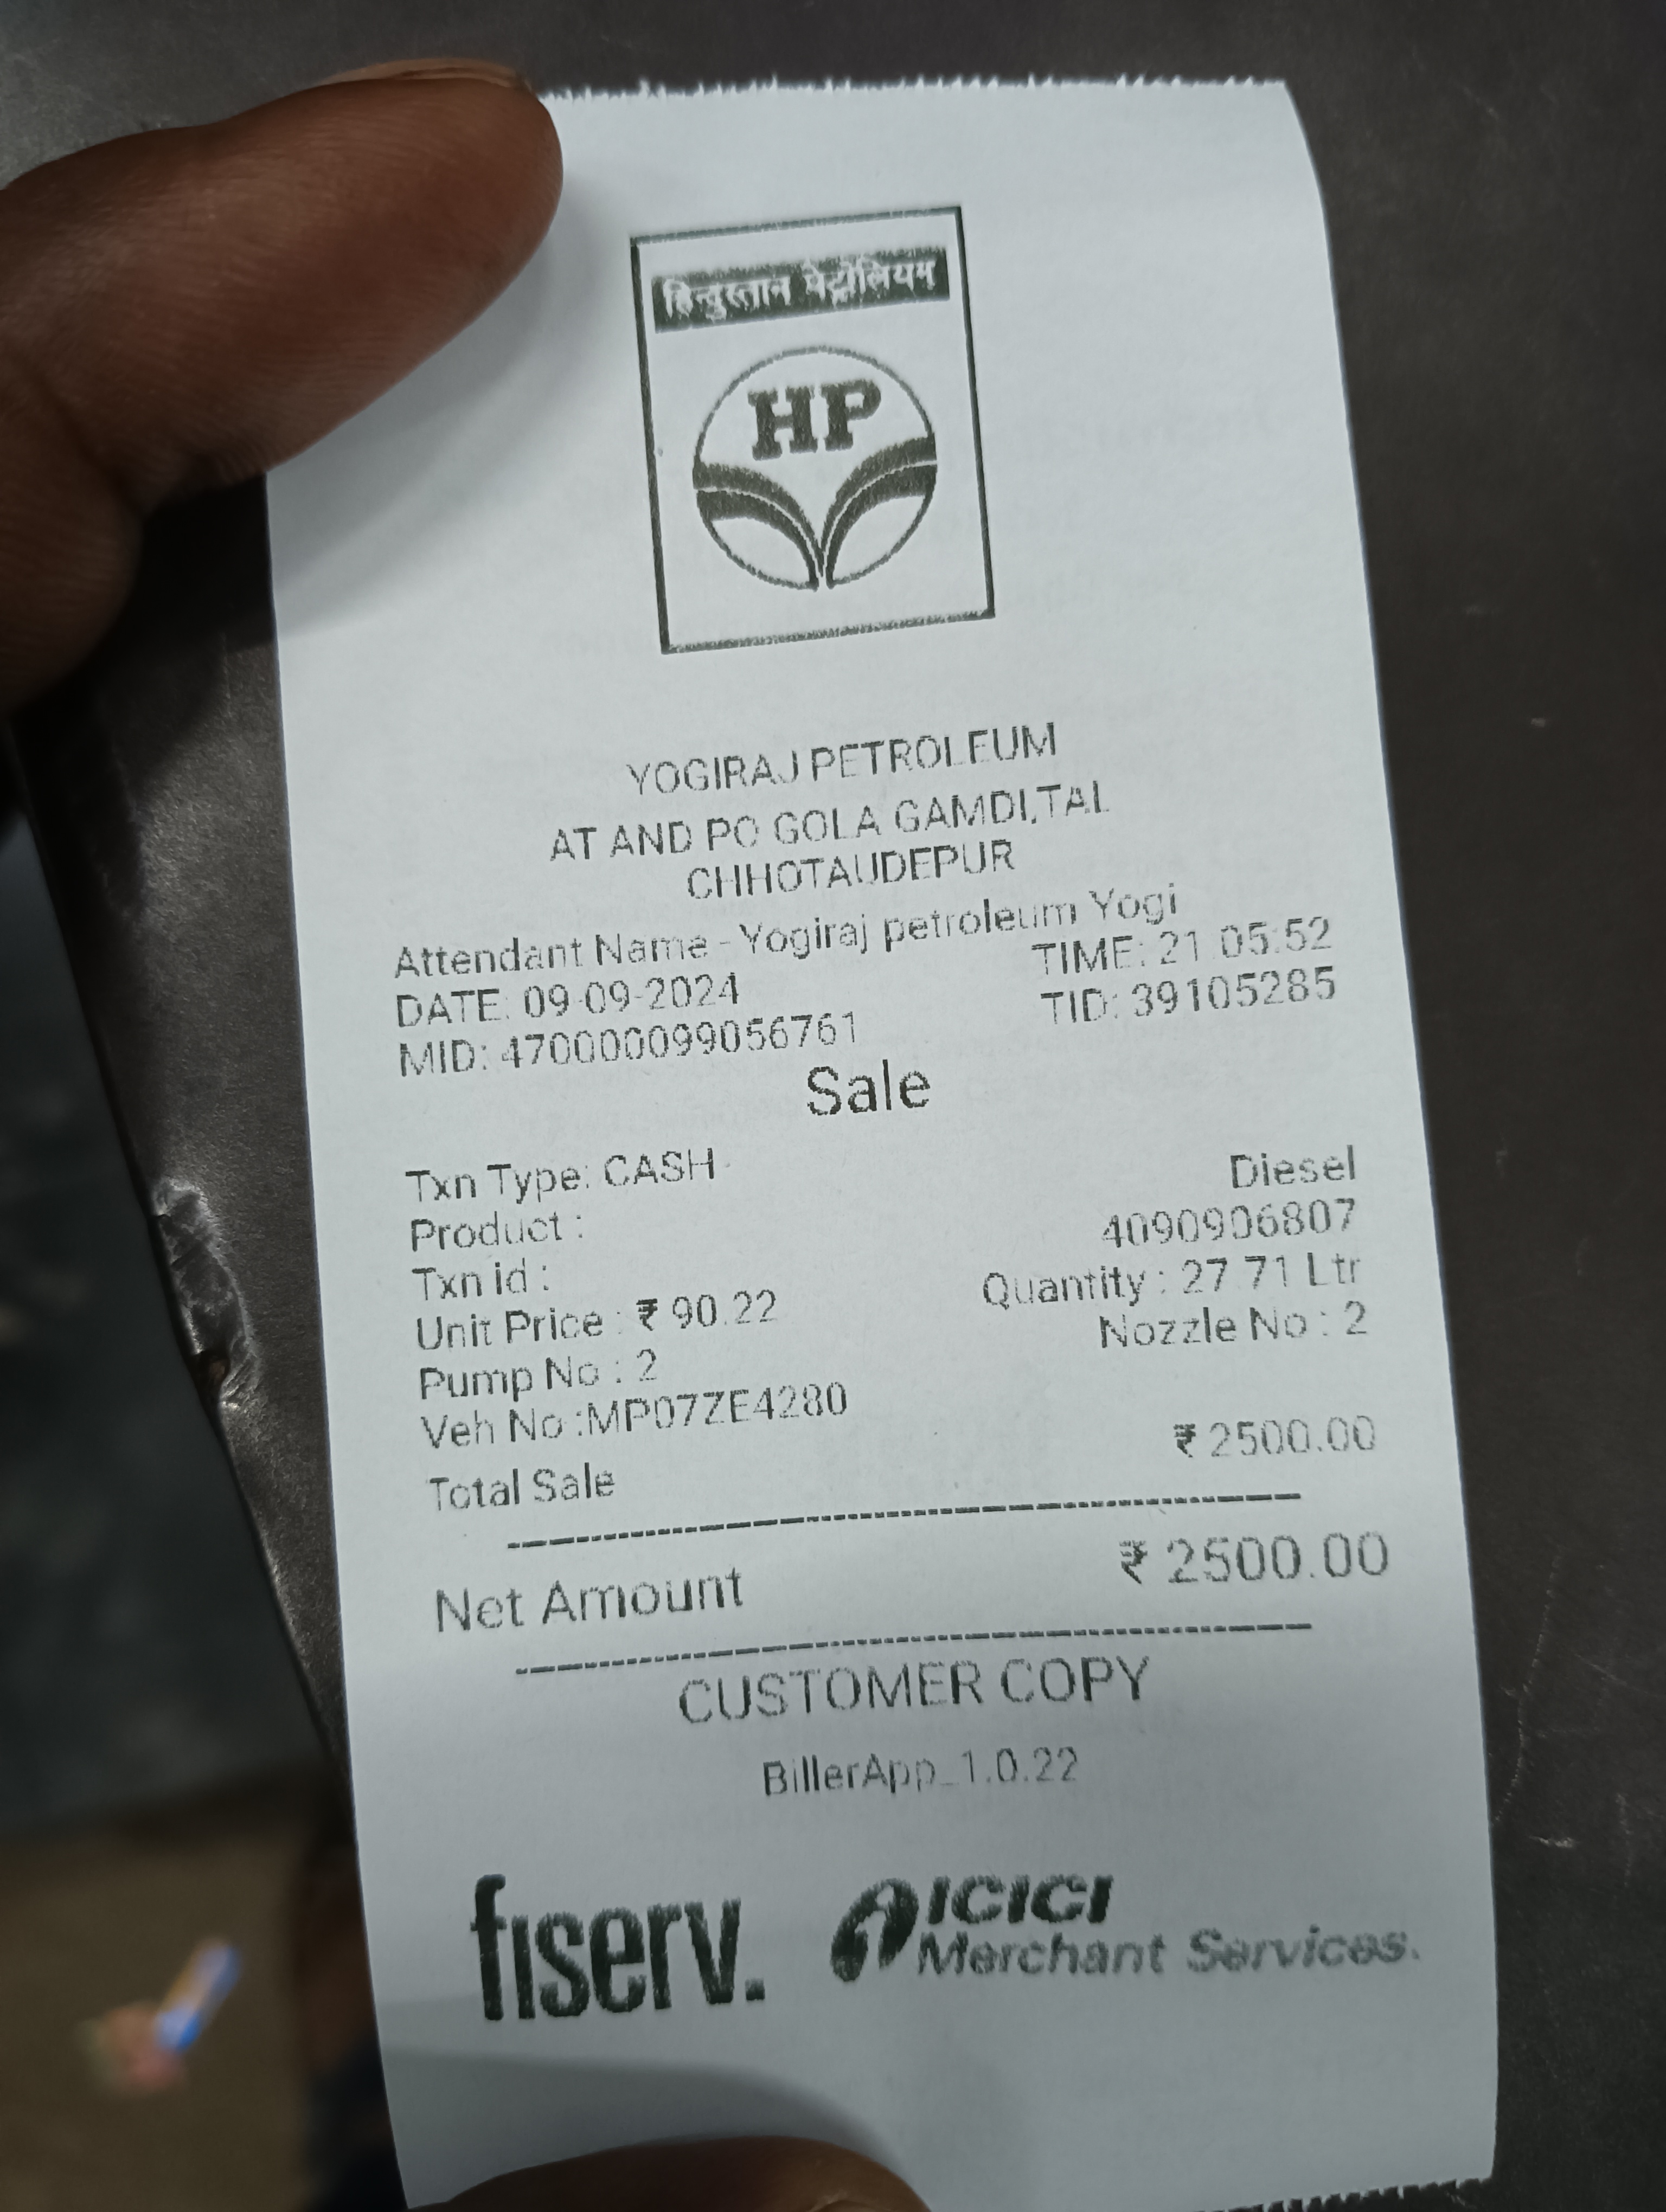 हिन्दुस्तान पेट्रोलियम
HP
YOGIRAJ PETROLEUM
AT AND PO GOLA GAMDI,TAL
CHHOTAUDEPUR
Attendant Name - Yogiraj petroleum Yogi
DATE: 09-09-2024 TIME: 21:05:52
MID: 470000099056761 TID: 39105285
Sale
Txn Type: CASH
Product : Diesel
Txn id : 4090906807
Unit Price : ₹ 90.22 Quantity : 27.71 Ltr
Pump No : 2 Nozzle No : 2
Veh No :MP07ZE4280
Total Sale ₹ 2500.00
Net Amount ₹ 2500.00
CUSTOMER COPY
BillerApp_1.0.22
fiserv. ICICI
Merchant Services.